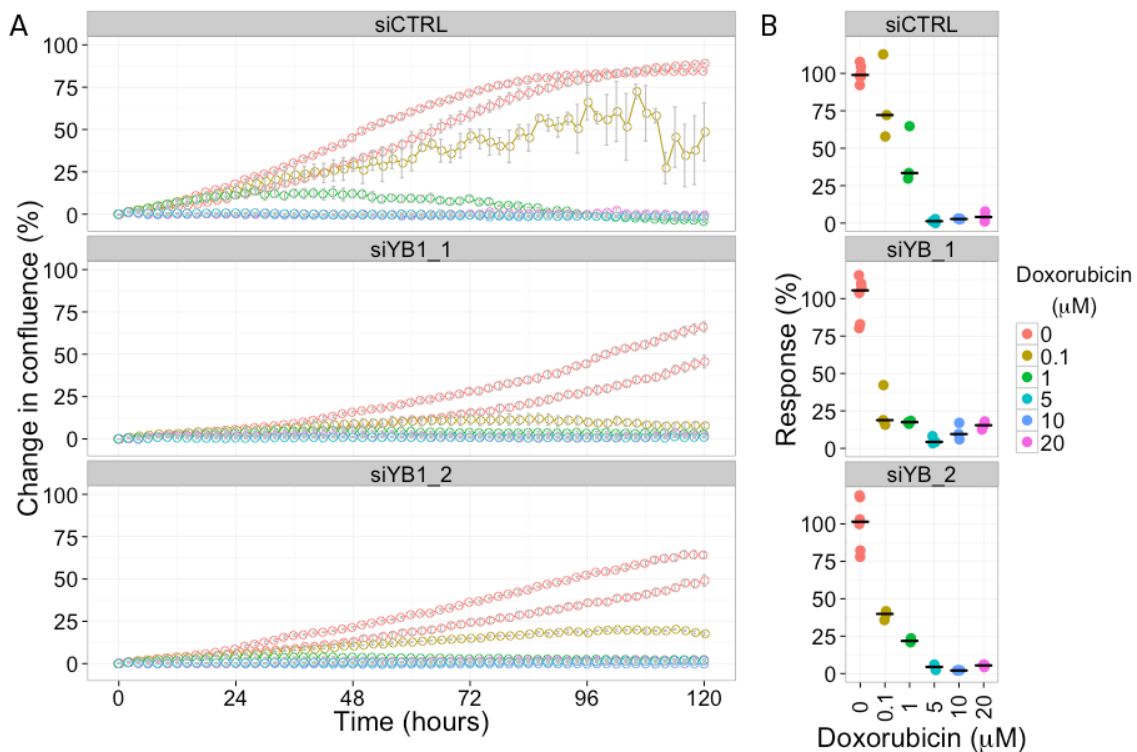 A
siCTRL
100
75
50
25
0
siYB1_1
100
75
50
25
0
siYB1_2
100
75
50
25
0
0 24 48 72 96 120
Time (hours)
Change in confluence (%)
B
siCTRL
100
75
50
25
0
siYB_1
100
75
50
25
0
siYB_2
100
75
50
25
0
0 0.1 1 5 10 20
Doxorubicin (μM)
Response (%)
Doxorubicin
(μM)
0
0.1
1
5
10
20